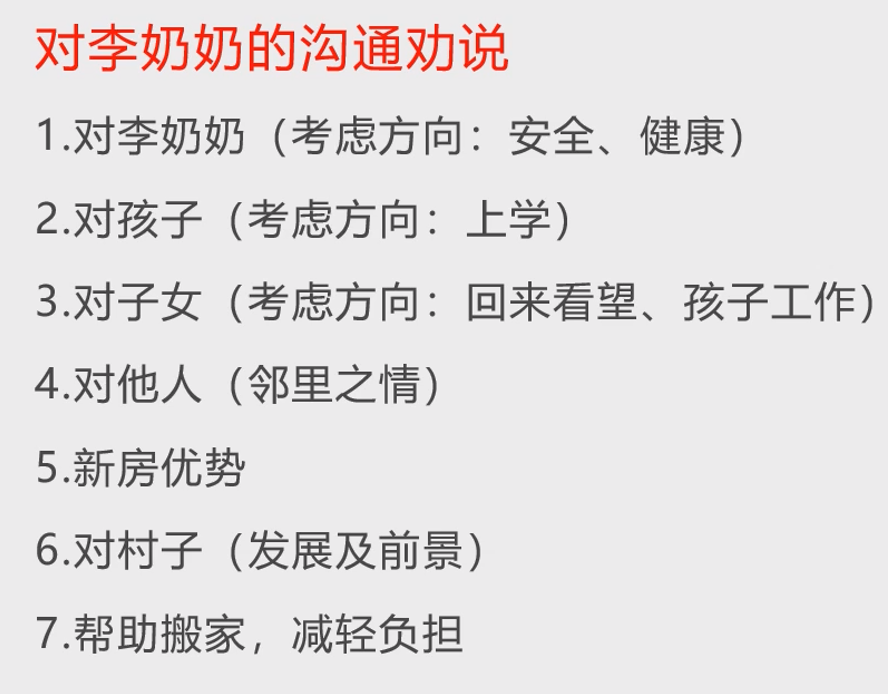 对李奶奶的沟通劝说
1.对李奶奶（考虑方向：安全、健康）
2.对孩子（考虑方向：上学）
3.对子女（考虑方向：回来看望、孩子工作）
4.对他人（邻里之情）
5.新房优势
6.对村子（发展及前景）
7.帮助搬家，减轻负担